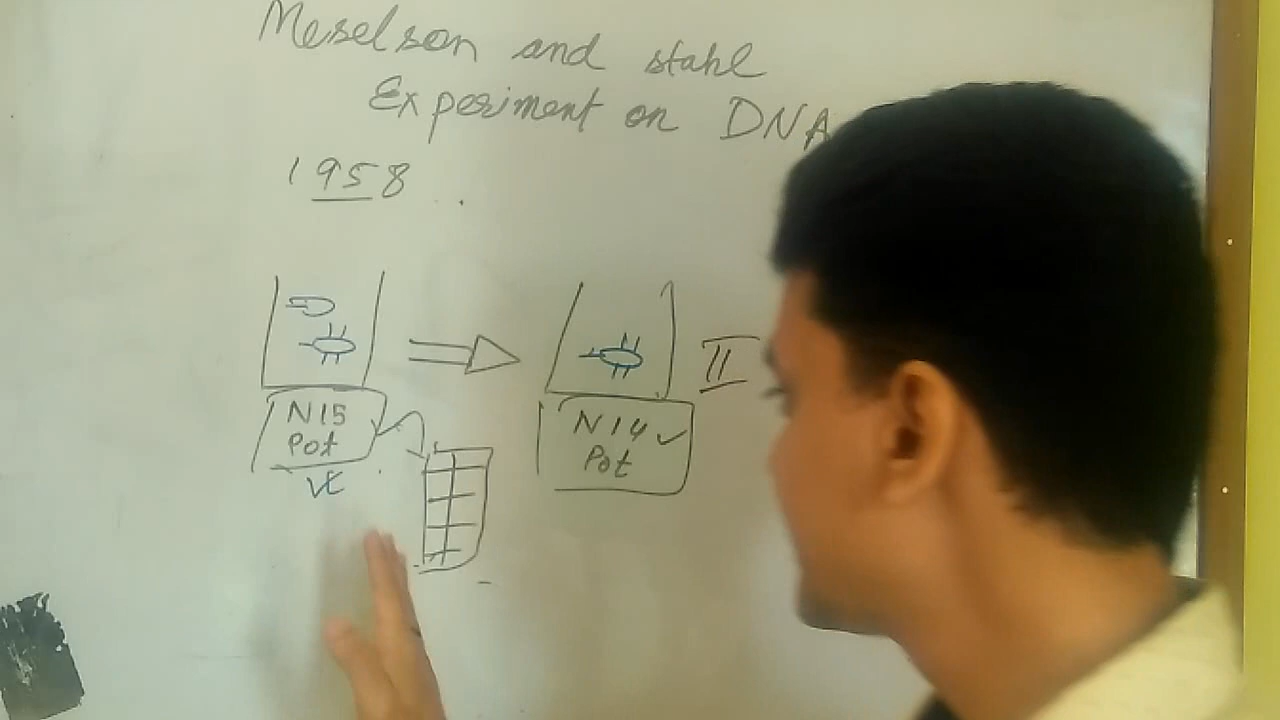 Meselson and stahl
Experiment on DNA
1958
N15
Pot
N14 ✓
Pot
II